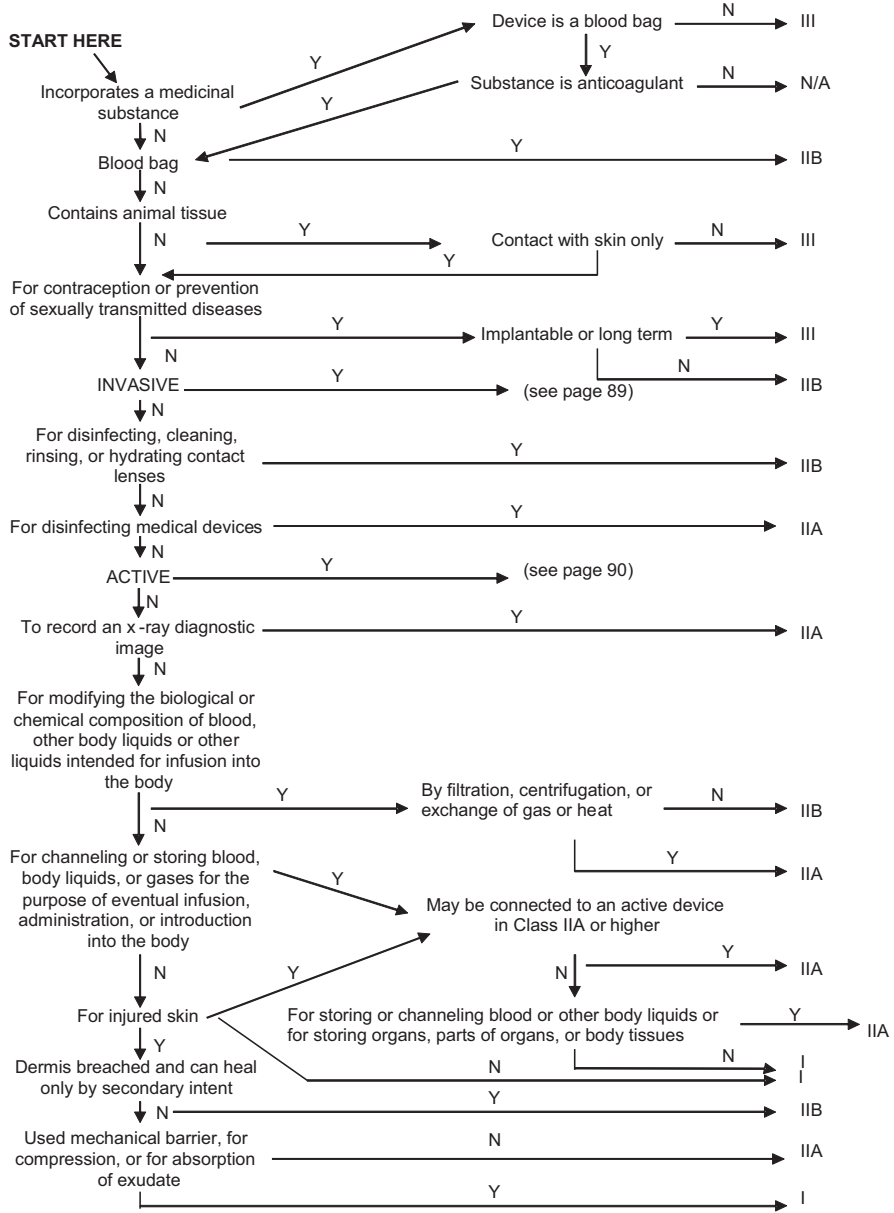 Device is a blood bag N III
START HERE
Y Y
Incorporates a medicinal
substance
Substance is anticoagulant N N/A
Y
N
Blood bag Y IIB
N
Contains animal tissue
N Y Contact with skin only N III
Y
For contraception or prevention
of sexually transmitted diseases
Y Implantable or long term Y III
N N
INVASIVE Y (see page 89) IIB
N
For disinfecting, cleaning,
rinsing, or hydrating contact
lenses
Y IIB
N
For disinfecting medical devices Y IIA
N
ACTIVE Y (see page 90)
N
To record an x-ray diagnostic
image
Y IIA
N
For modifying the biological or
chemical composition of blood,
other body liquids or other
liquids intended for infusion into
the body
Y By filtration, centrifugation, or
exchange of gas or heat
N IIB
N
Y IIA
For channeling or storing blood,
body liquids, or gases for the
purpose of eventual infusion,
administration, or introduction
into the body
Y May be connected to an active device
in Class IIA or higher
Y IIA
N Y N
For injured skin
For storing or channeling blood or other body liquids or
for storing organs, parts of organs, or body tissues
Y IIA
Y N I
N I
Dermis breached and can heal
only by secondary intent
N Y IIB
Used mechanical barrier, for
compression, or for absorption
of exudate
N IIA
Y I